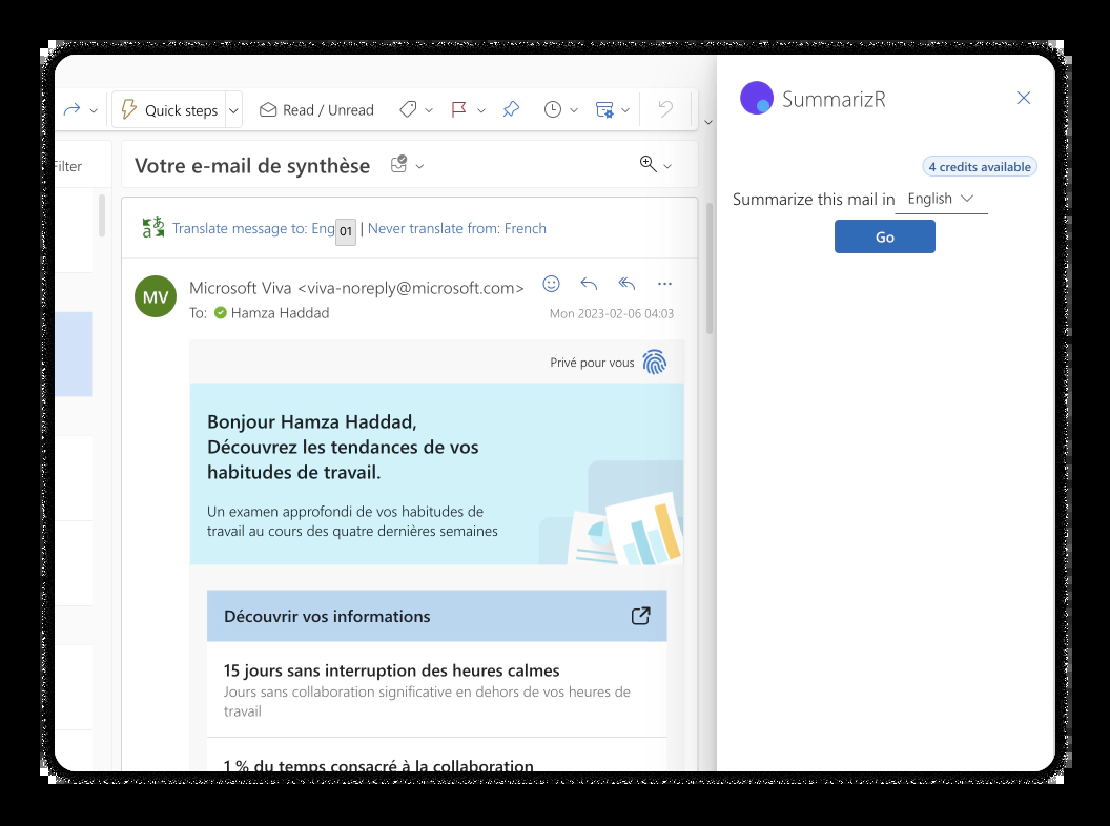 Quick steps
Read / Unread
Filter
Votre e-mail de synthèse
Translate message to: Eng 01 | Never translate from: French
MV
Microsoft Viva <viva-noreply@microsoft.com>
To: Hamza Haddad
Mon 2023-02-06 04:03
Privé pour vous
Bonjour Hamza Haddad,
Découvrez les tendances de vos
habitudes de travail.
Un examen approfondi de vos habitudes de
travail au cours des quatre dernières semaines
Découvrir vos informations
15 jours sans interruption des heures calmes
Jours sans collaboration significative en dehors de vos heures de
travail
1 % du temps consacré à la collaboration
SummarizR
4 credits available
Summarize this mail in English
Go